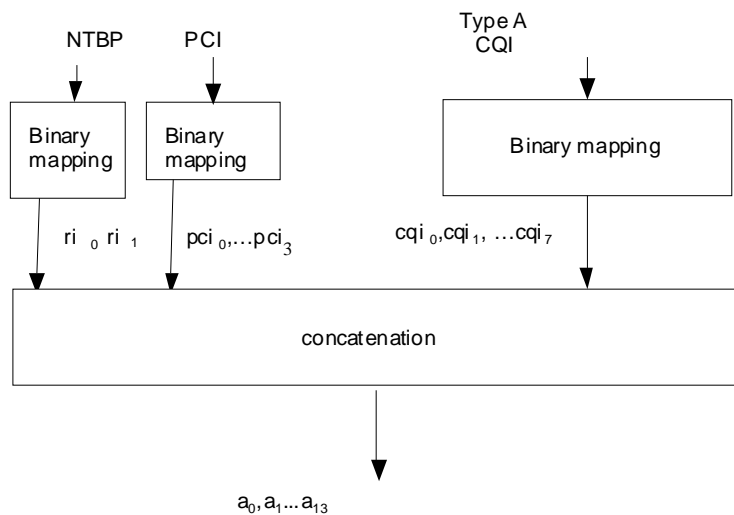 NTBP
PCI
Type A
CQI
Binary
mapping
Binary
mapping
Binary mapping
ri 0 ri 1
pci 0,...pci 3
cqi 0,cqi 1, ...cqi 7
concatenation
a0,a1...a13